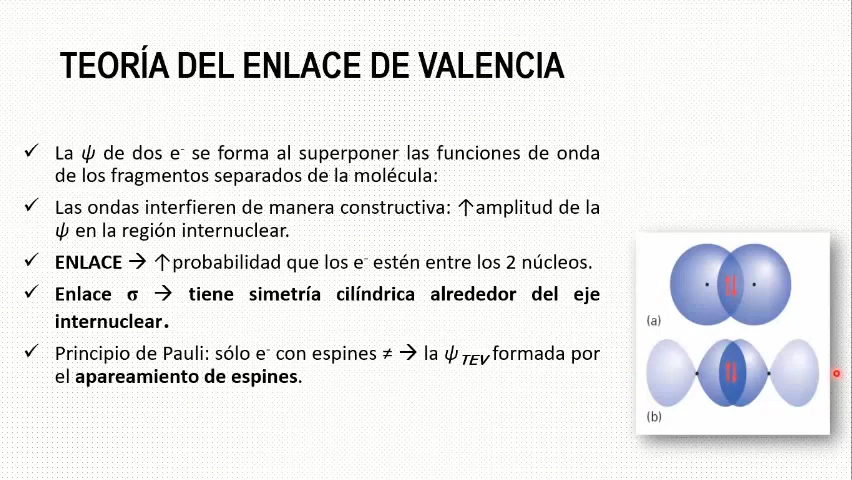 TEORÍA DEL ENLACE DE VALENCIA
✓ La ψ de dos e⁻ se forma al superponer las funciones de onda
de los fragmentos separados de la molécula:
✓ Las ondas interfieren de manera constructiva: ↑amplitud de la
ψ en la región internuclear.
✓ ENLACE → ↑probabilidad que los e⁻ estén entre los 2 núcleos.
✓ Enlace σ → tiene simetría cilíndrica alrededor del eje
internuclear.
✓ Principio de Pauli: sólo e⁻ con espines ≠ → la ψTEV formada por
el apareamiento de espines.
(a)
(b)